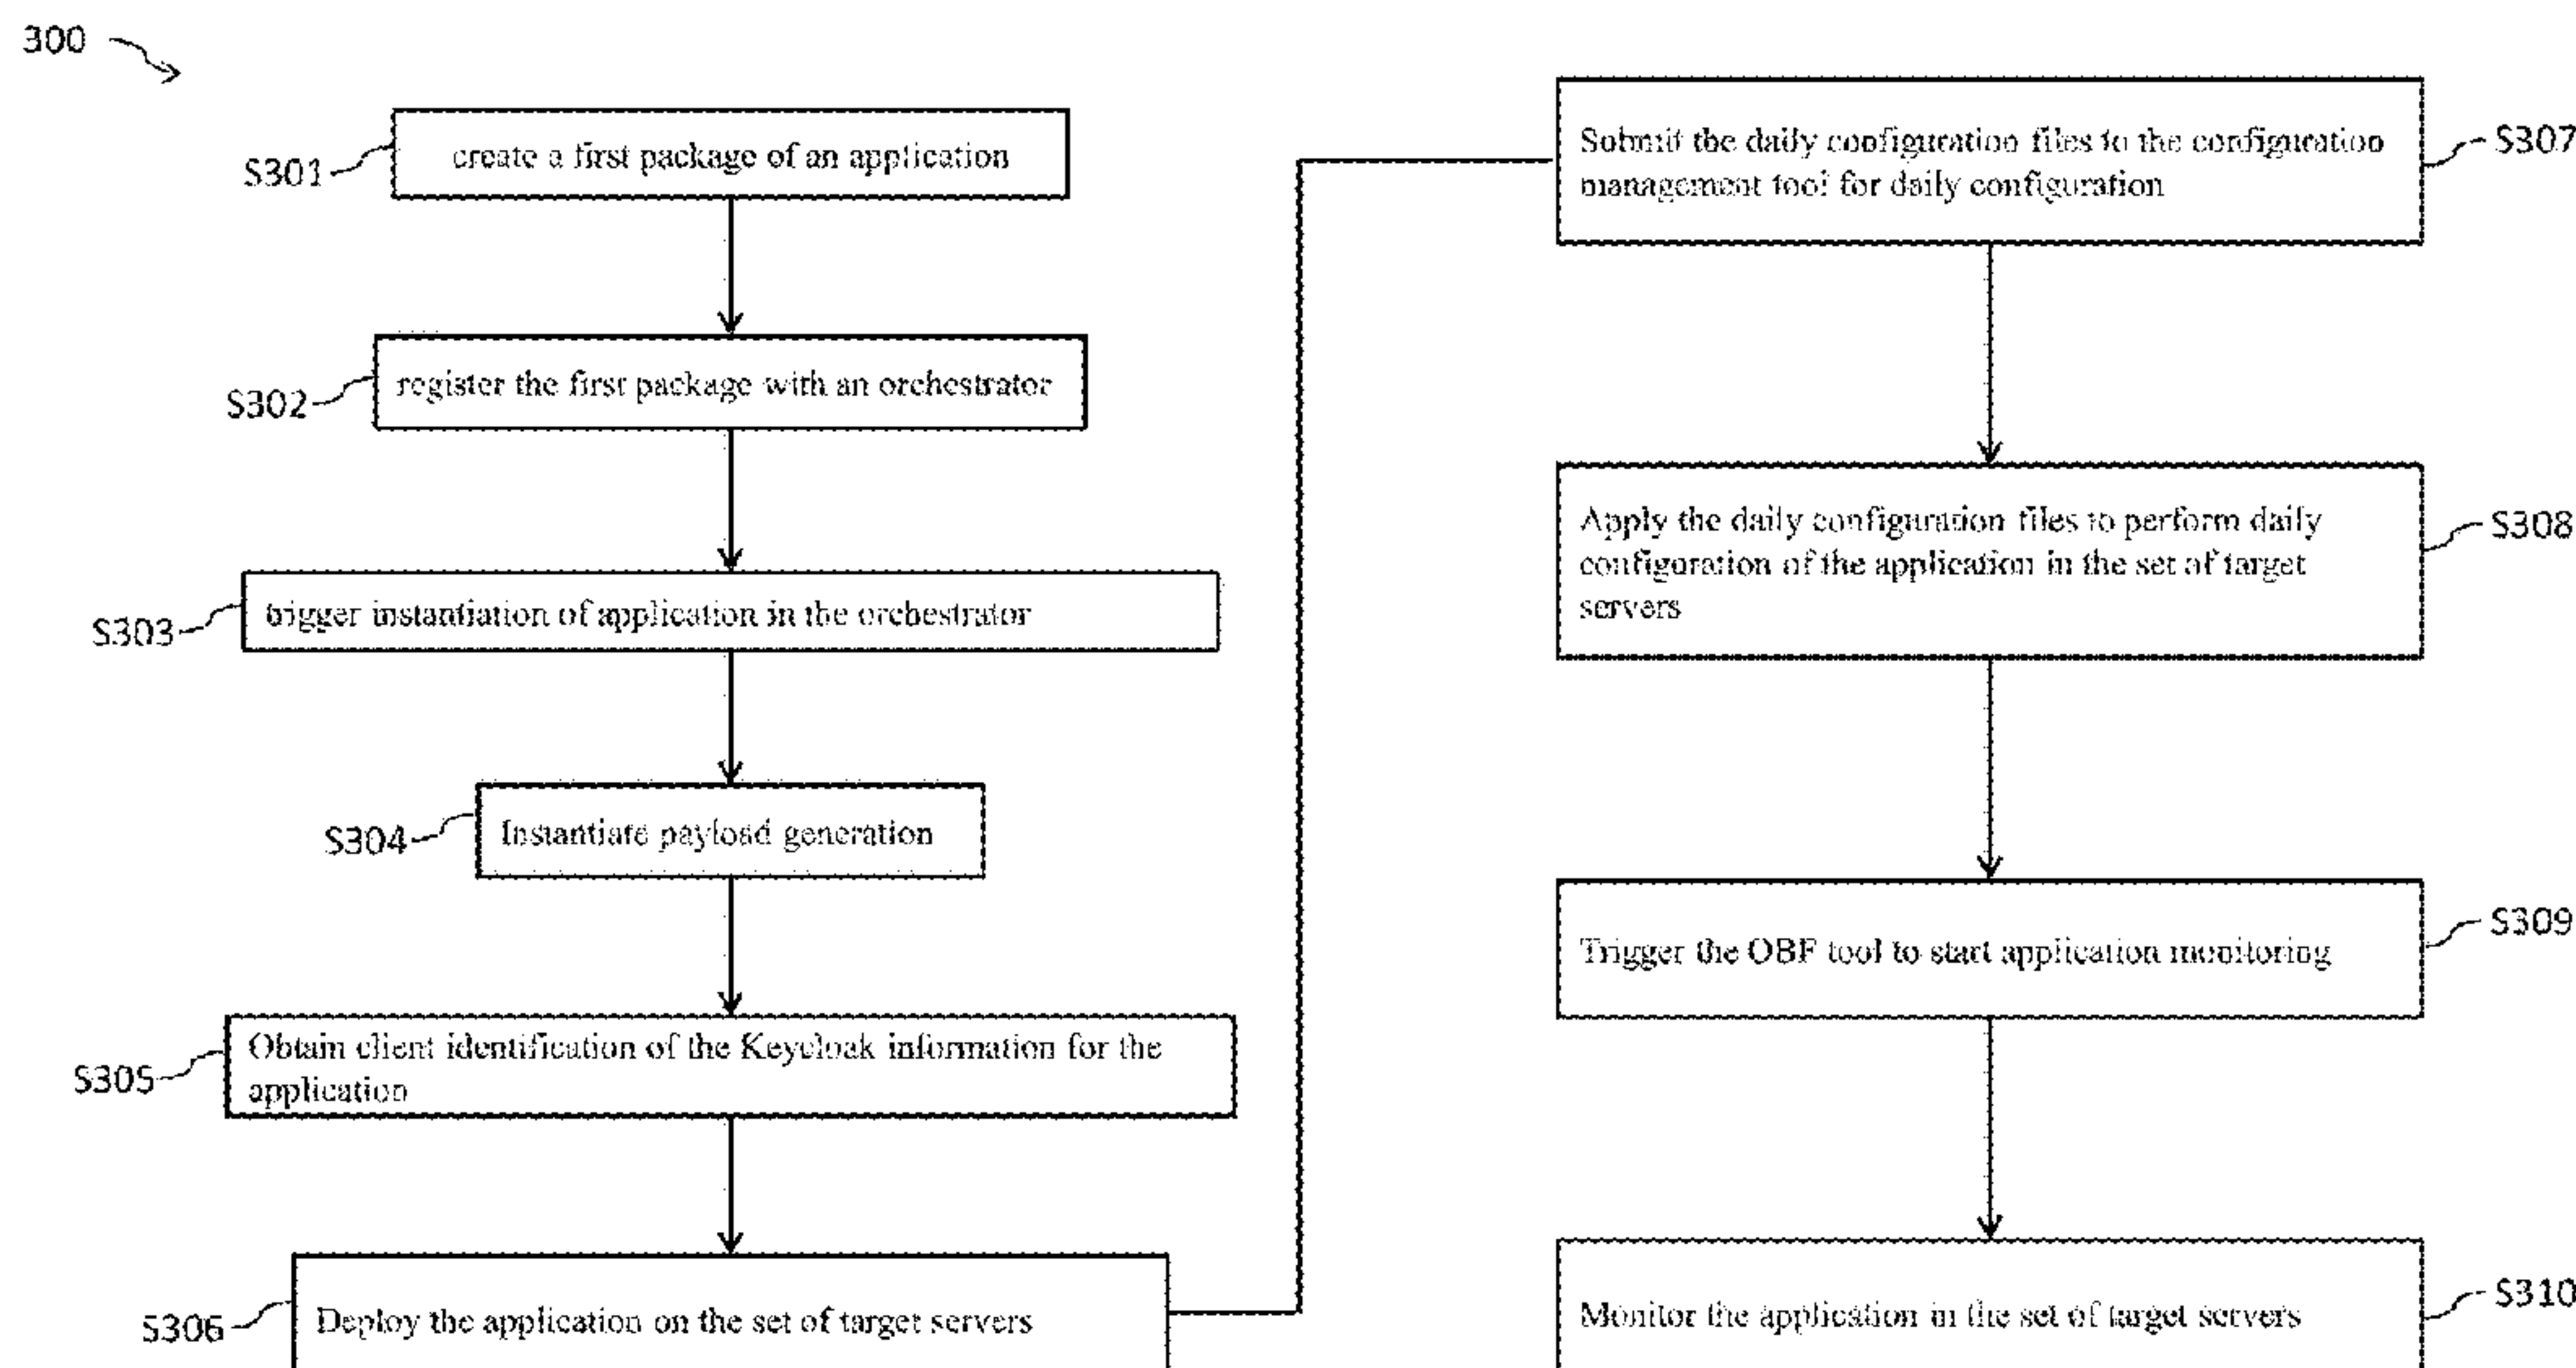 300
S301
create a first package of an application
S302
register the first package with an orchestrator
S303
trigger instantiation of application in the orchestrator
S304
Instantiate payload generation
S305
Obtain client identification of the Keycloak information for the
application
S306
Deploy the application on the set of target servers
Submit the daily configuration files to the configuration
management tool for daily configuration
S307
Apply the daily configuration files to perform daily
configuration of the application in the set of target
servers
S308
Trigger the OBF tool to start application monitoring
S309
Monitor the application in the set of target servers
S310